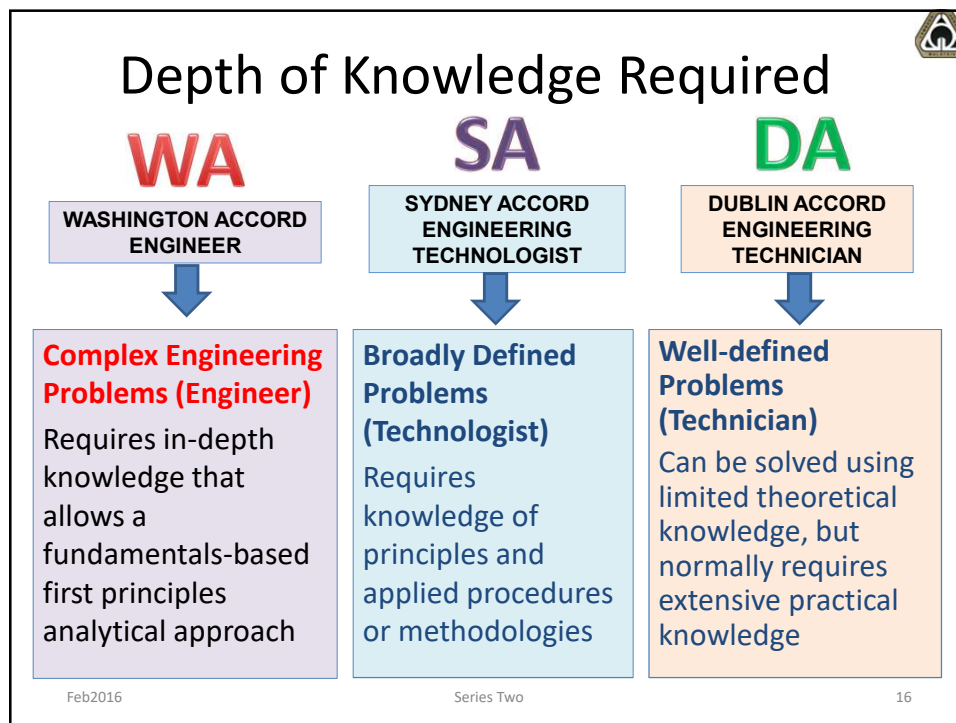 Depth of Knowledge Required
WA
WASHINGTON ACCORD
ENGINEER
Complex Engineering
Problems (Engineer)
Requires in-depth
knowledge that
allows a
fundamentals-based
first principles
analytical approach
SA
SYDNEY ACCORD
ENGINEERING
TECHNOLOGIST
Broadly Defined
Problems
(Technologist)
Requires
knowledge of
principles and
applied procedures
or methodologies
DA
DUBLIN ACCORD
ENGINEERING
TECHNICIAN
Well-defined
Problems
(Technician)
Can be solved using
limited theoretical
knowledge, but
normally requires
extensive practical
knowledge
Feb2016
Series Two
16